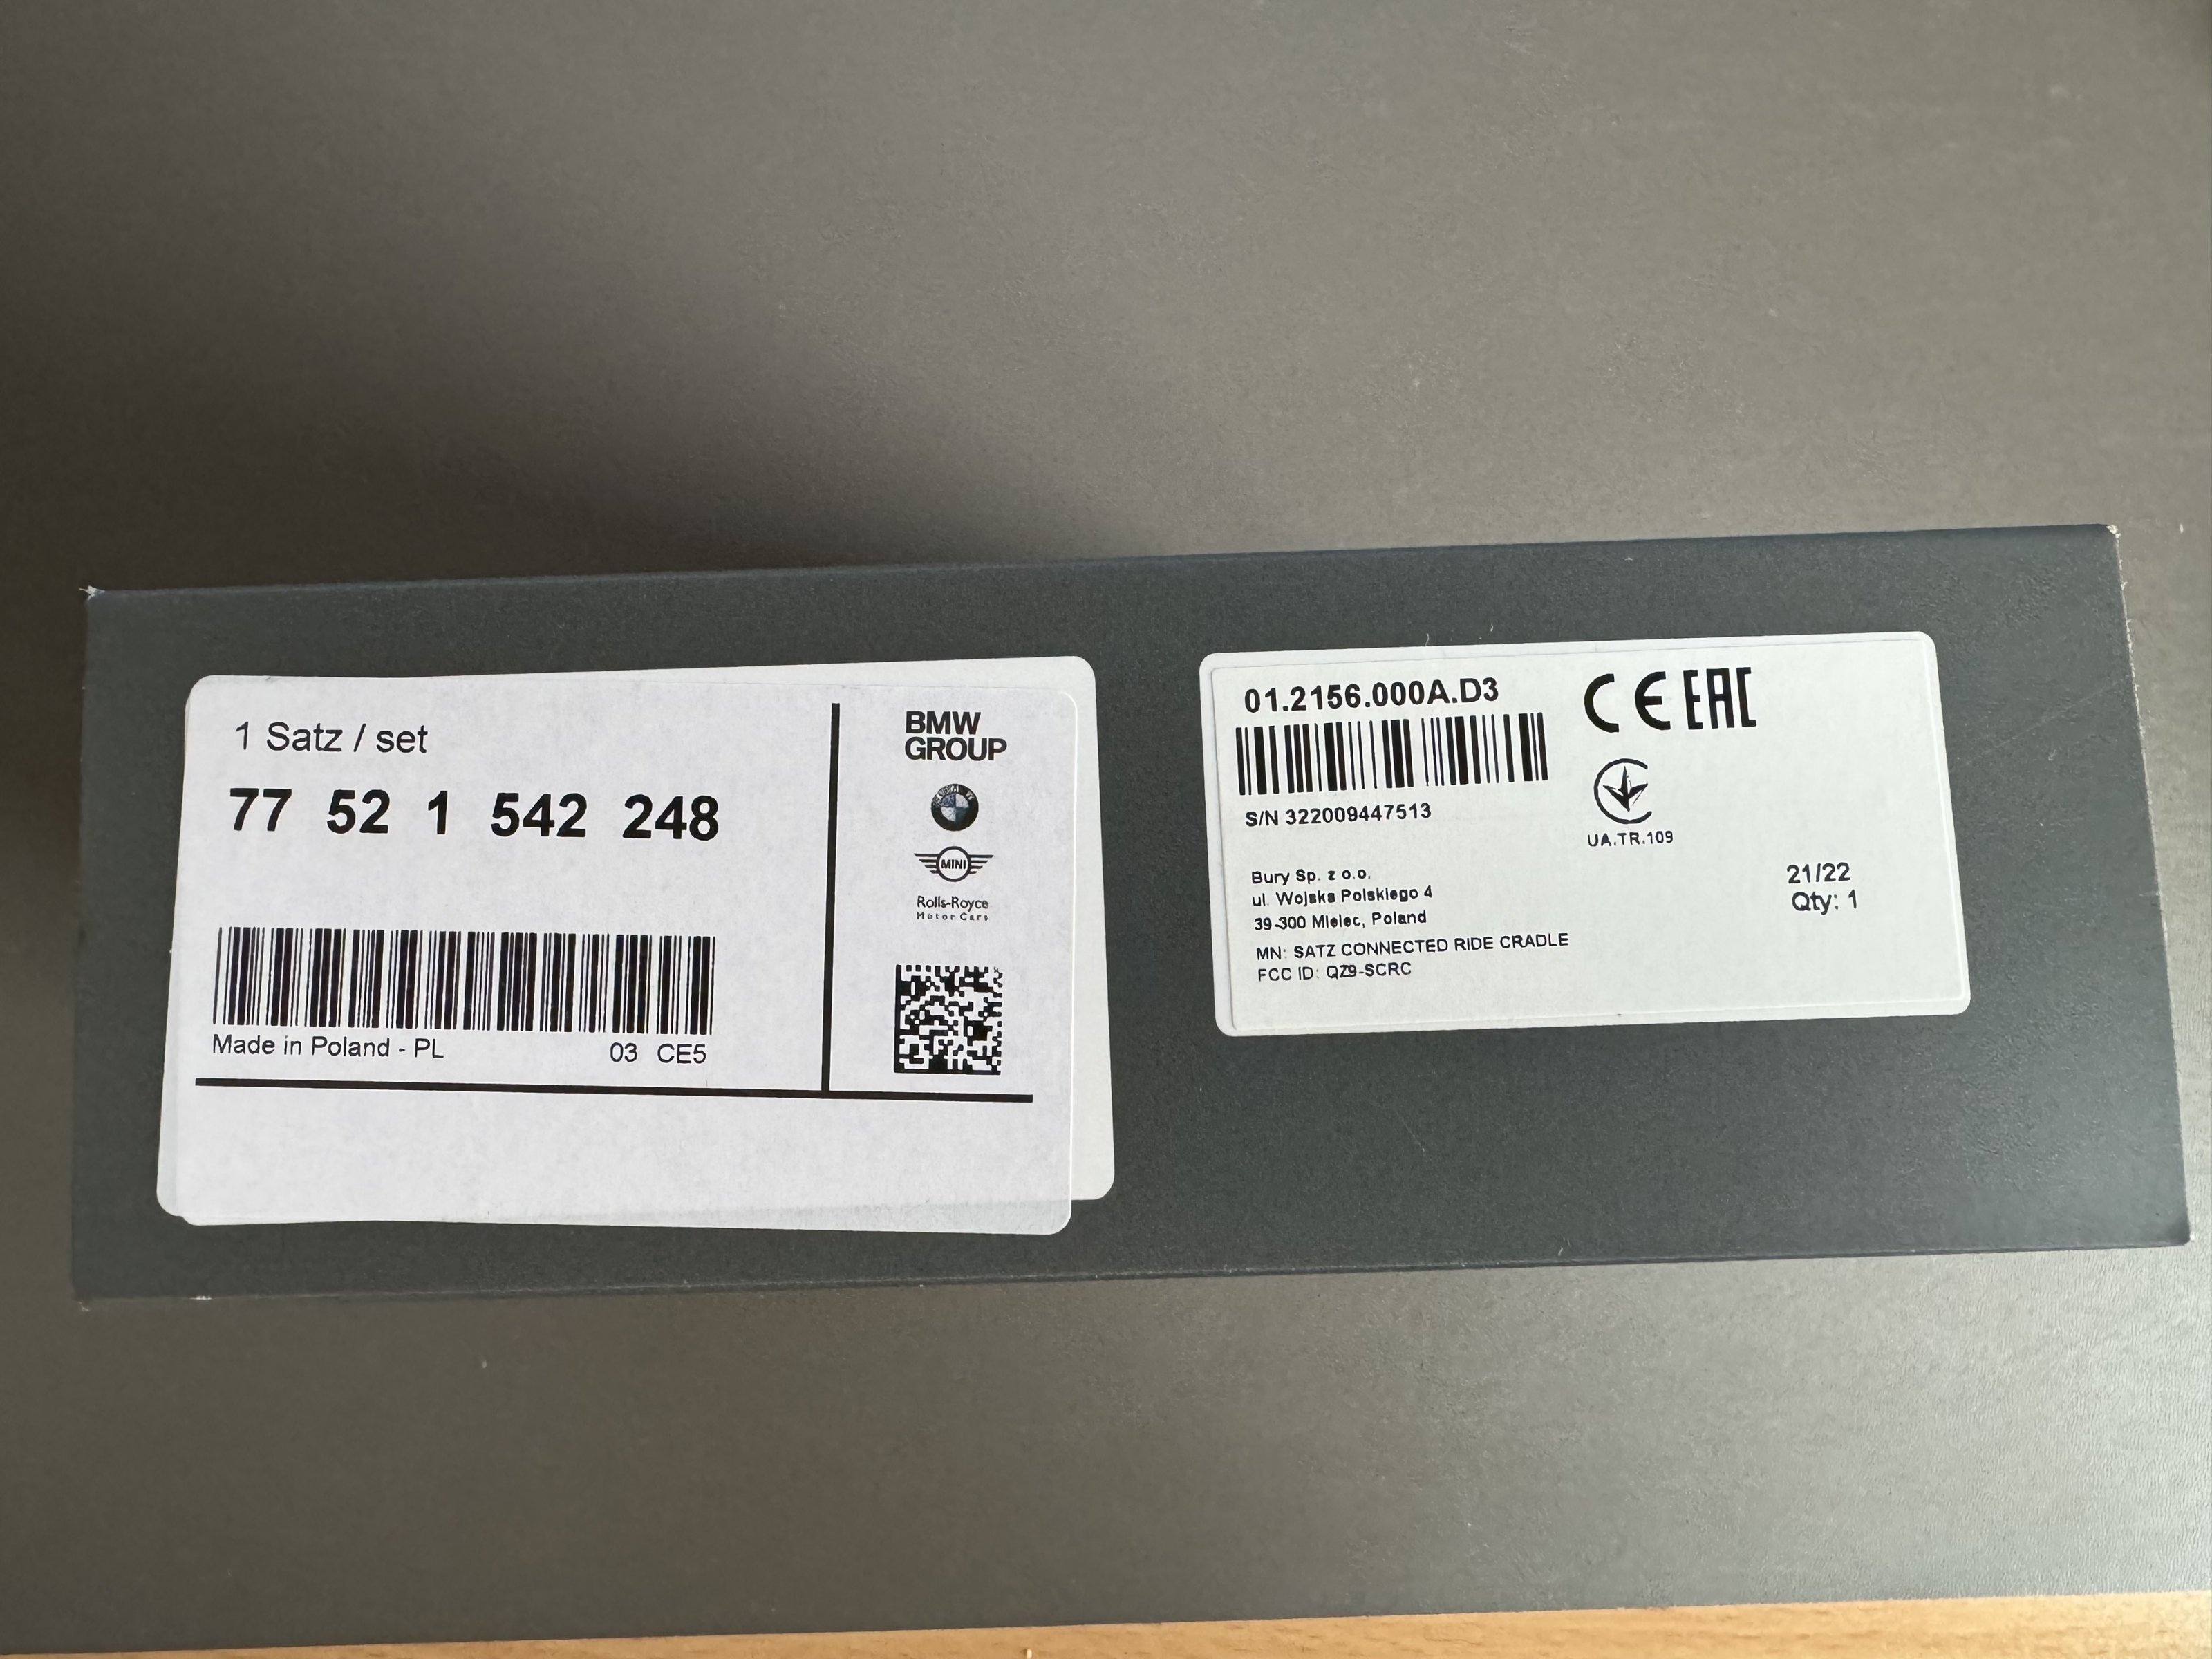 1 Satz / set
77 52 1 542 248
Made in Poland - PL 03 CE5
BMW
GROUP
MINI
Rolls-Royce
Motor Cars
01.2156.000A.D3
S/N 322009447513
CE EAC
UA.TR.109
Bury Sp. z o.o.
ul. Wojska Polskiego 4
39-300 Mielec, Poland
MN: SATZ CONNECTED RIDE CRADLE
FCC ID: QZ9-SCRC
21/22
Qty: 1